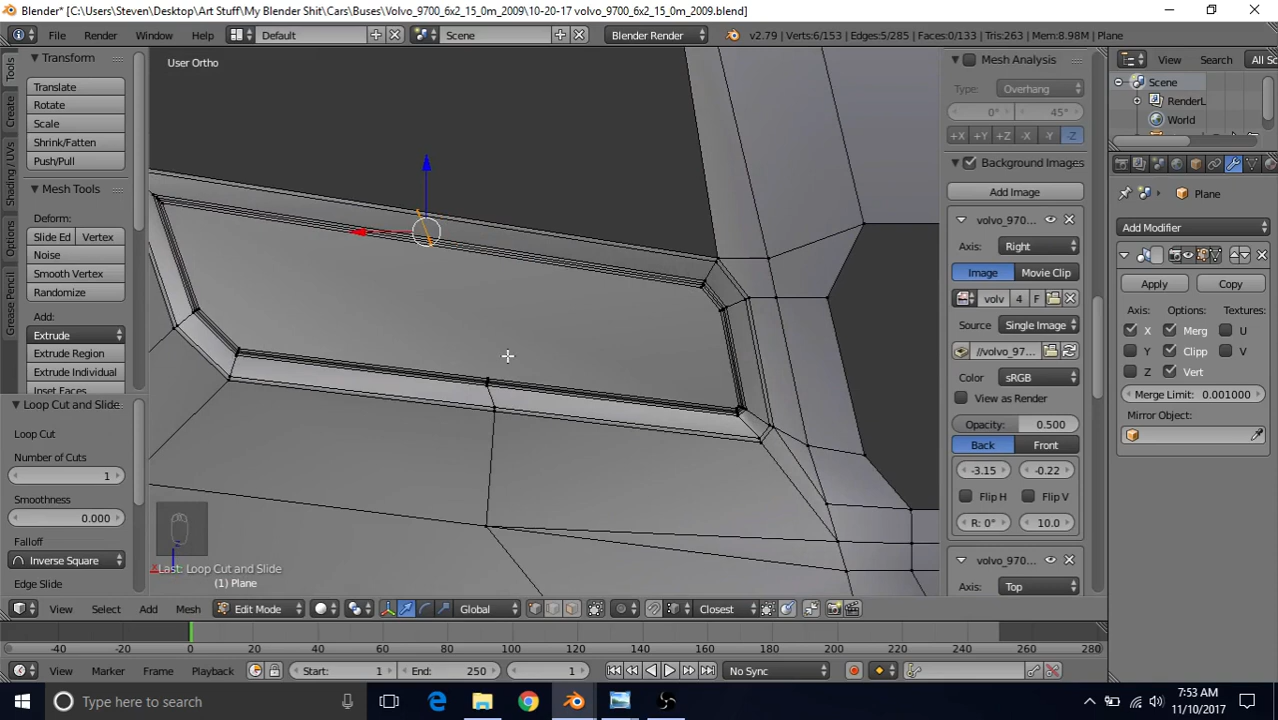 Blender* [C:\Users\Steven\Desktop\Art Stuff\My Blender Shit\Cars\Buses\Volvo_9700_6x2_15_0m_2009\10-20-17 volvo_9700_6x2_15_0m_2009.blend]
File Render Window Help Default Scene Blender Render v2.79 | Verts:6/153 | Edges:5/285 | Faces:0/133 | Tris:263 | Mem:8.98M | Plane
View Search All Sc
Tools
Create
Shading / UVs
Options
Grease Pencil
Transform
Translate
Rotate
Scale
Shrink/Fatten
Push/Pull
Mesh Tools
Deform:
Slide Ed Vertex
Noise
Smooth Vertex
Randomize
Add:
Extrude
Extrude Region
Extrude Individual
Inset Faces
Loop Cut and Slide
Loop Cut
Number of Cuts
1
Smoothness
0.000
Falloff
Inverse Square
Edge Slide
User Ortho
Last: Loop Cut and Slide
(1) Plane
Mesh Analysis
Type: Overhang
0° 45°
+X +Y +Z -X -Y -Z
Background Images
Add Image
volvo_970...
Axis: Right
Image Movie Clip
volv 4 F
Source Single Image
//volvo_97...
Color sRGB
View as Render
Opacity: 0.500
Back Front
-3.15 -0.22
Flip H Flip V
R: 0° 10.0
volvo_970...
Axis: Top
Scene
RenderL
World
Plane
Add Modifier
Apply Copy
Axis: Options: Textures:
X Merg U
Y Clipp V
Z Vert
Merge Limit: 0.001000
Mirror Object:
View Select Add Mesh Edit Mode Global Closest
-40 -20 0 20 40 60 80 100 120 140 160 180 200 220 240 260 280
View Marker Frame Playback Start: 1 End: 250 1 No Sync
Type here to search
7:53 AM
11/10/2017